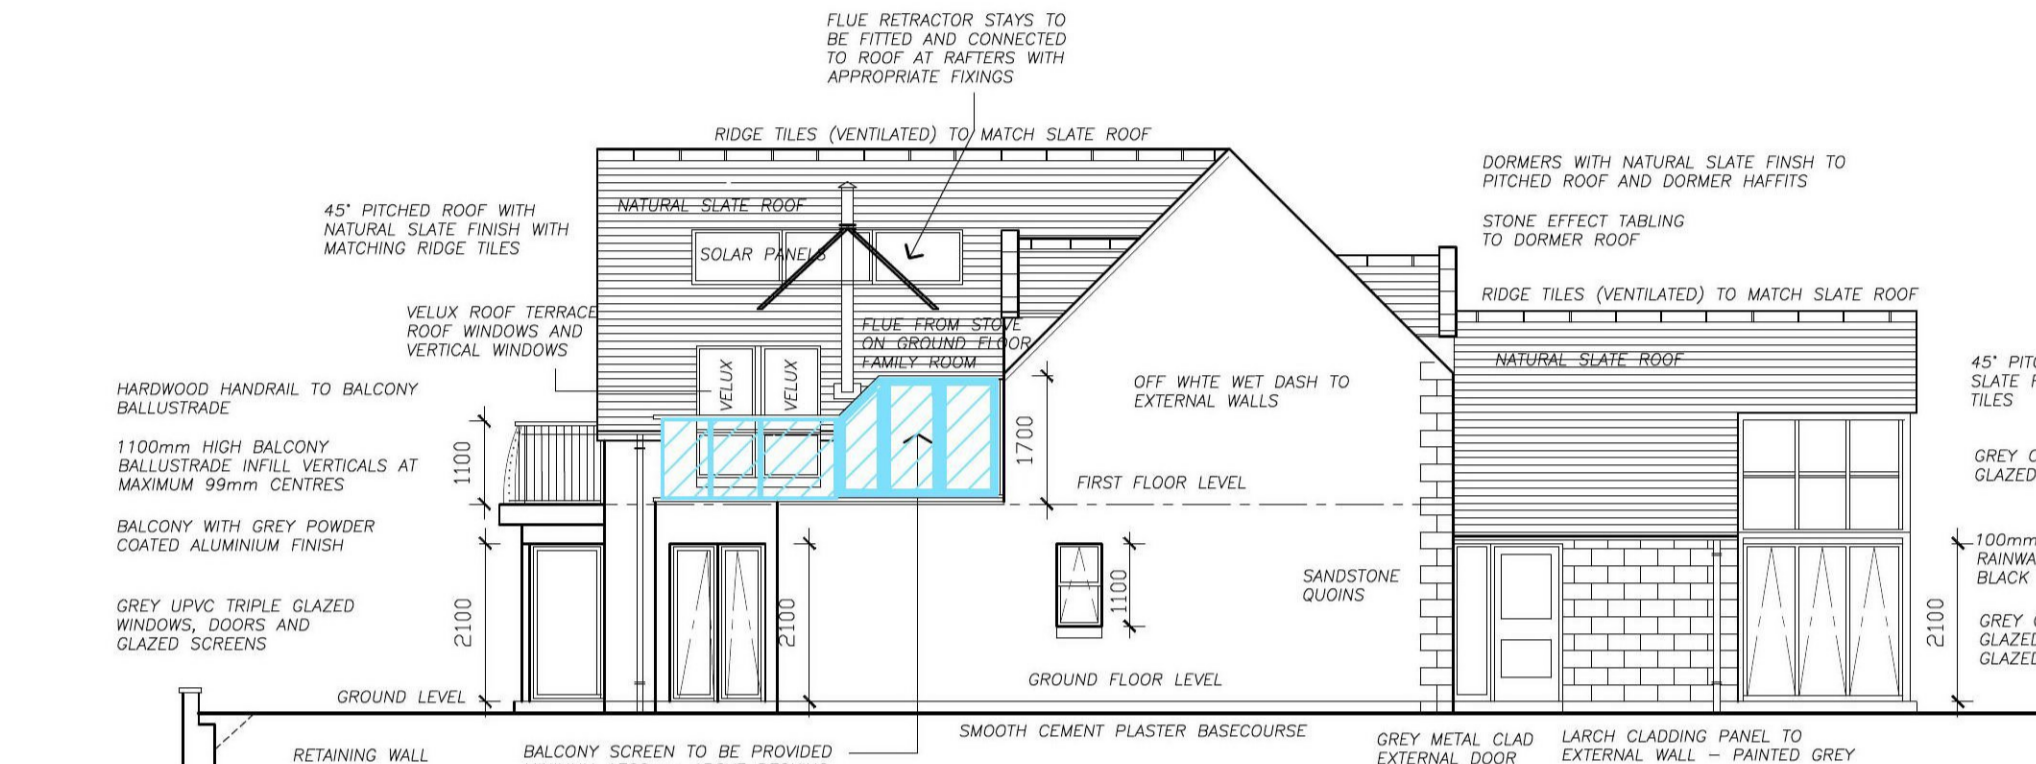 FLUE RETRACTOR STAYS TO
BE FITTED AND CONNECTED
TO ROOF AT RAFTERS WITH
APPROPRIATE FIXINGS
RIDGE TILES (VENTILATED) TO MATCH SLATE ROOF
DORMERS WITH NATURAL SLATE FINSH TO
PITCHED ROOF AND DORMER HAFFITS
STONE EFFECT TABLING
TO DORMER ROOF
45° PITCHED ROOF WITH
NATURAL SLATE FINISH WITH
MATCHING RIDGE TILES
NATURAL SLATE ROOF
SOLAR PANELS
RIDGE TILES (VENTILATED) TO MATCH SLATE ROOF
VELUX ROOF TERRACE
ROOF WINDOWS AND
VERTICAL WINDOWS
FLUE FROM STOVE
ON GROUND FLOOR
FAMILY ROOM
VELUX
VELUX
NATURAL SLATE ROOF
45° PITC
SLATE F
TILES
HARDWOOD HANDRAIL TO BALCONY
BALLUSTRADE
OFF WHTE WET DASH TO
EXTERNAL WALLS
1100mm HIGH BALCONY
BALLUSTRADE INFILL VERTICALS AT
MAXIMUM 99mm CENTRES
1100
1700
FIRST FLOOR LEVEL
GREY
GLAZED
BALCONY WITH GREY POWDER
COATED ALUMINIUM FINISH
100mm
RAINWA
BLACK
SANDSTONE
QUOINS
1100
GREY UPVC TRIPLE GLAZED
WINDOWS, DOORS AND
GLAZED SCREENS
2100
2100
2100
GREY
GLAZED
GLAZED
GROUND LEVEL
GROUND FLOOR LEVEL
SMOOTH CEMENT PLASTER BASECOURSE
RETAINING WALL
BALCONY SCREEN TO BE PROVIDED
GREY METAL CLAD
EXTERNAL DOOR
LARCH CLADDING PANEL TO
EXTERNAL WALL – PAINTED GREY